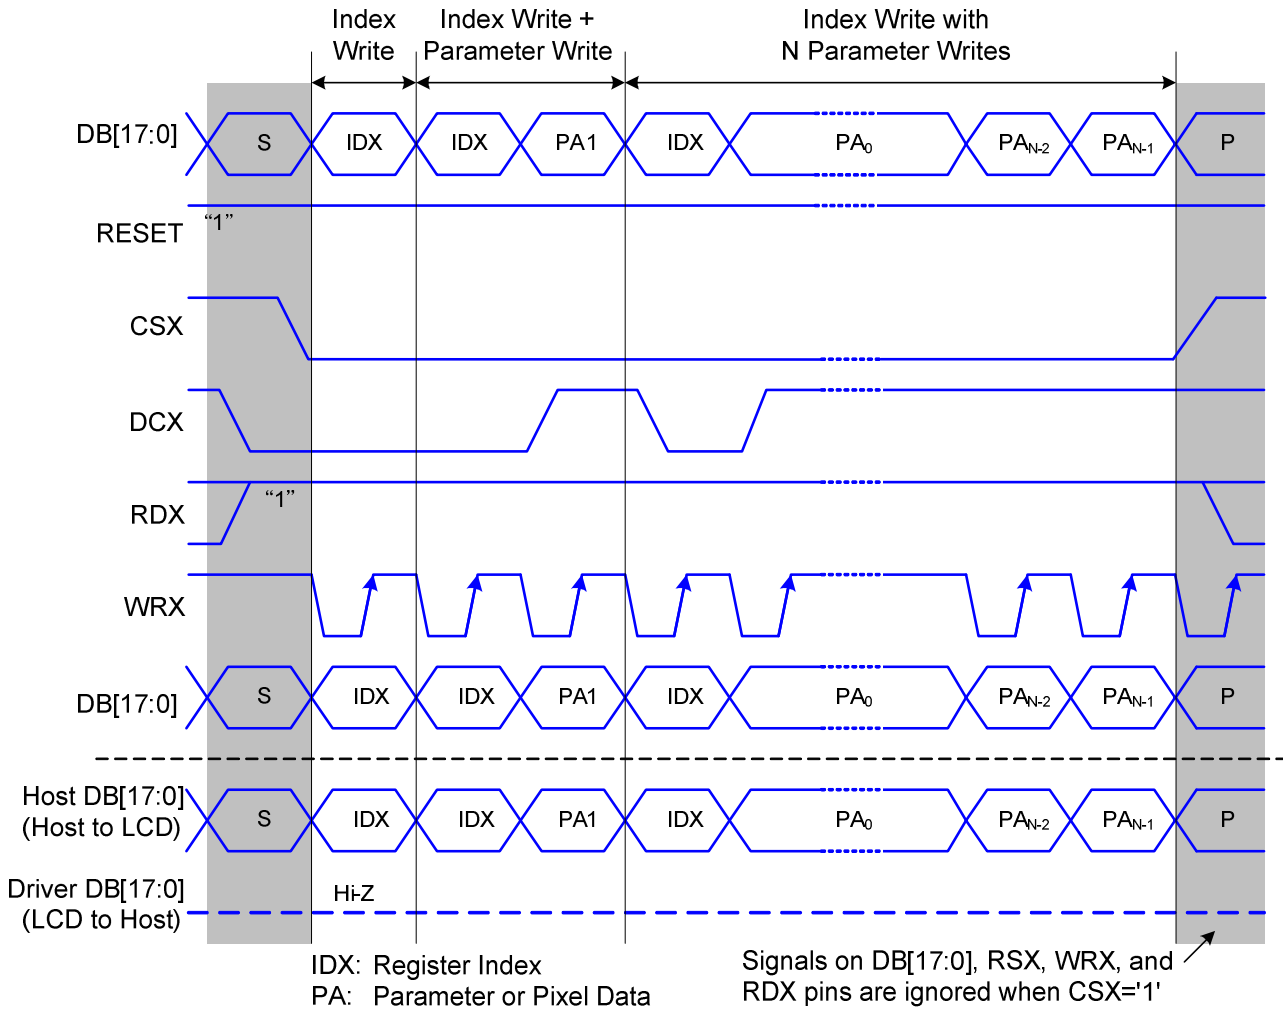 Index Write
Index Write + Parameter Write
Index Write with N Parameter Writes
DB[17:0] S IDX IDX PA1 IDX PA0 PAN-2 PAN-1 P
RESET “1”
CSX
DCX
RDX “1”
WRX
DB[17:0] S IDX IDX PA1 IDX PA0 PAN-2 PAN-1 P
Host DB[17:0] (Host to LCD) S IDX IDX PA1 IDX PA0 PAN-2 PAN-1 P
Driver DB[17:0] (LCD to Host) Hi-Z
IDX: Register Index
PA: Parameter or Pixel Data
Signals on DB[17:0], RSX, WRX, and
RDX pins are ignored when CSX='1'